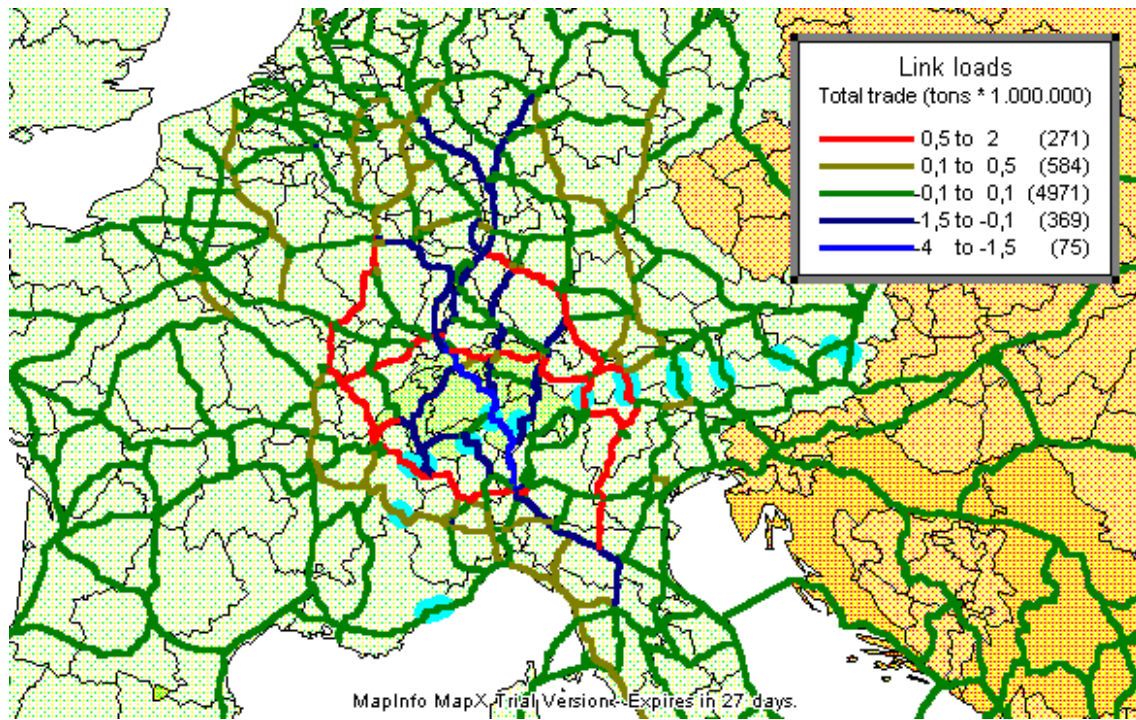 Link loads
Total trade (tons * 1.000.000)
0,5 to 2 (271)
0,1 to 0,5 (584)
-0,1 to 0,1 (4971)
-1,5 to -0,1 (369)
-4 to -1,5 (75)
MapInfo MapX Trial Version - Expires in 27 days.